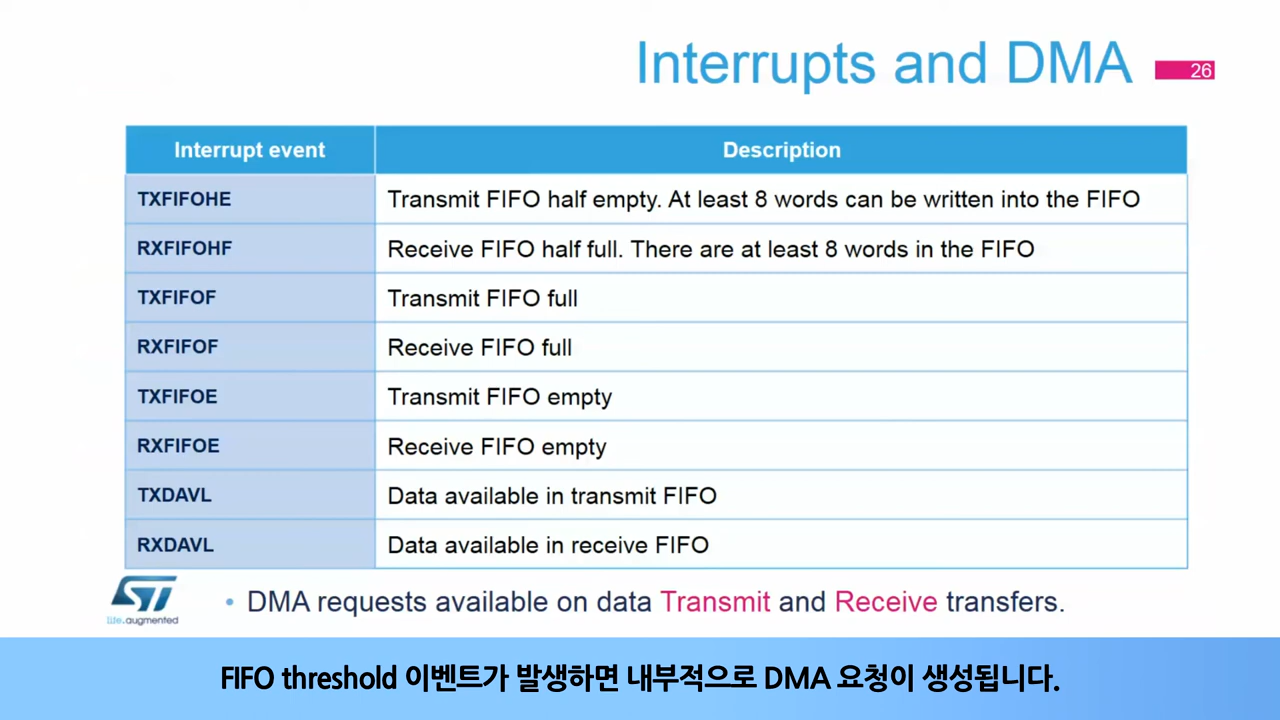 Interrupts and DMA
26
Interrupt event Description
TXFIFOHE Transmit FIFO half empty. At least 8 words can be written into the FIFO
RXFIFOHF Receive FIFO half full. There are at least 8 words in the FIFO
TXFIFOF Transmit FIFO full
RXFIFOF Receive FIFO full
TXFIFOE Transmit FIFO empty
RXFIFOE Receive FIFO empty
TXDAVL Data available in transmit FIFO
RXDAVL Data available in receive FIFO
ST
life.augmented
• DMA requests available on data Transmit and Receive transfers.
FIFO threshold 이벤트가 발생하면 내부적으로 DMA 요청이 생성됩니다.